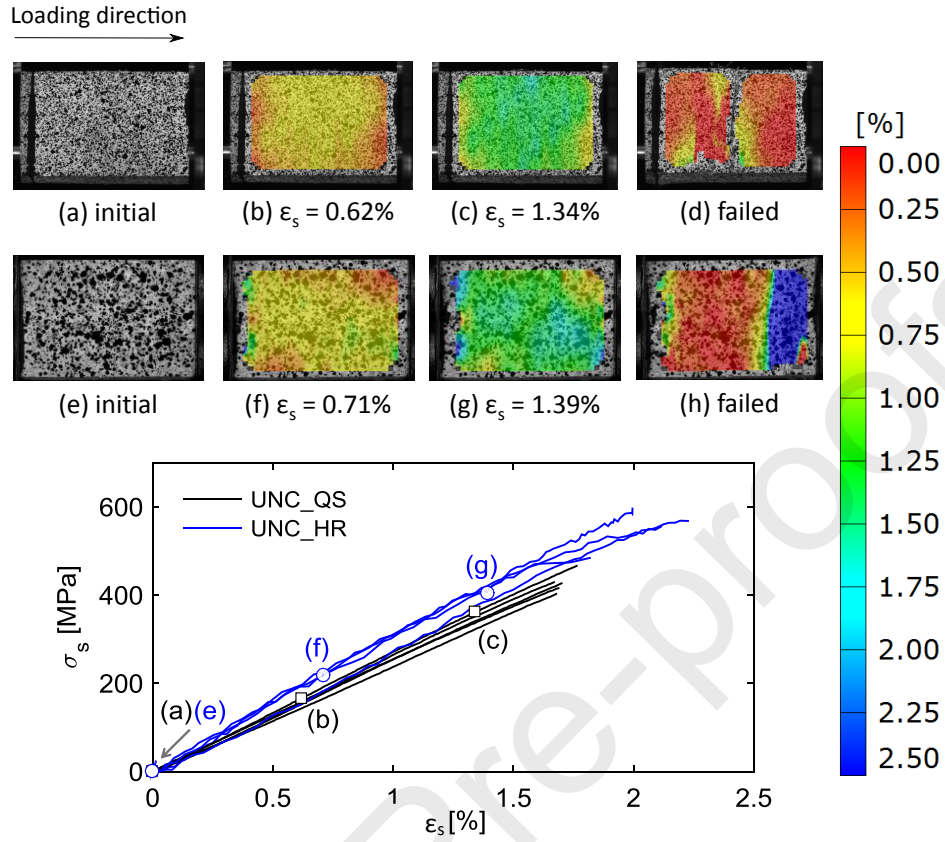 Loading direction
(a) initial
(b) εs = 0.62%
(c) εs = 1.34%
(d) failed
(e) initial
(f) εs = 0.71%
(g) εs = 1.39%
(h) failed
[%]
0.00
0.25
0.50
0.75
1.00
1.25
1.50
1.75
2.00
2.25
2.50
UNC_QS
UNC_HR
600
400
200
0
σs [MPa]
(g)
(f)
(c)
(b)
(a)(e)
0
0.5
1
1.5
2
2.5
εs [%]
Pre-proofs